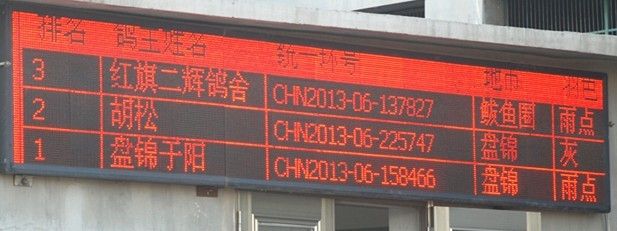 排名 鸽主姓名 统一环号 地市 羽色
3 红旗二辉鸽舍 CHN2013-06-137827 鲅鱼圈 雨点
2 胡松 CHN2013-06-225747 盘锦 灰
1 盘锦于阳 CHN2013-06-158466 盘锦 雨点